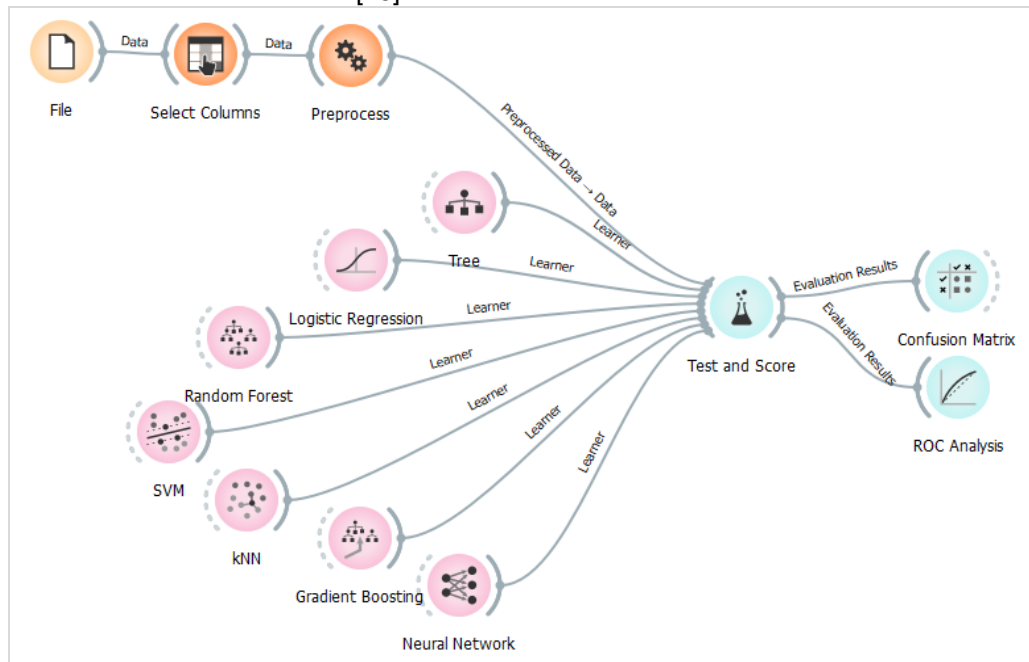 Data
Data
File
Select Columns
Preprocess
Preprocessed Data → Data
Tree
Learner
Logistic Regression
Learner
Random Forest
Learner
SVM
Learner
kNN
Learner
Gradient Boosting
Learner
Neural Network
Learner
Test and Score
Evaluation Results
Evaluation Results
Confusion Matrix
ROC Analysis